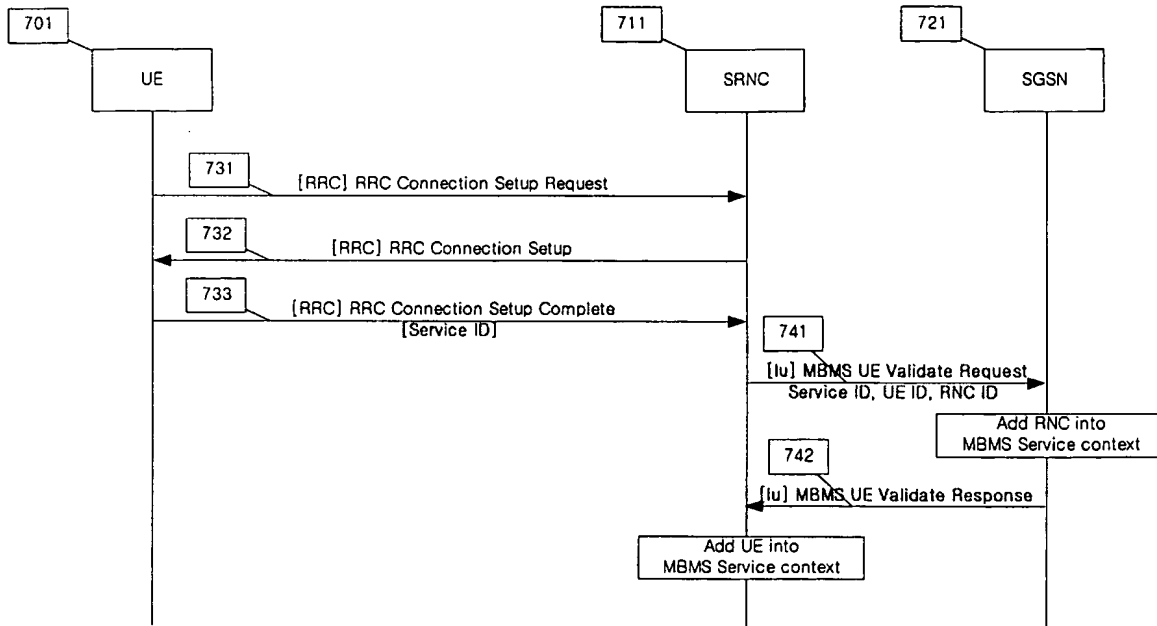 701
711
721
UE
SRNC
SGSN
731
[RRC] RRC Connection Setup Request
732
[RRC] RRC Connection Setup
733
[RRC] RRC Connection Setup Complete
[Service ID]
741
[Iu] MBMS UE Validate Request
Service ID, UE ID, RNC ID
Add RNC into
MBMS Service context
742
[Iu] MBMS UE Validate Response
Add UE into
MBMS Service context